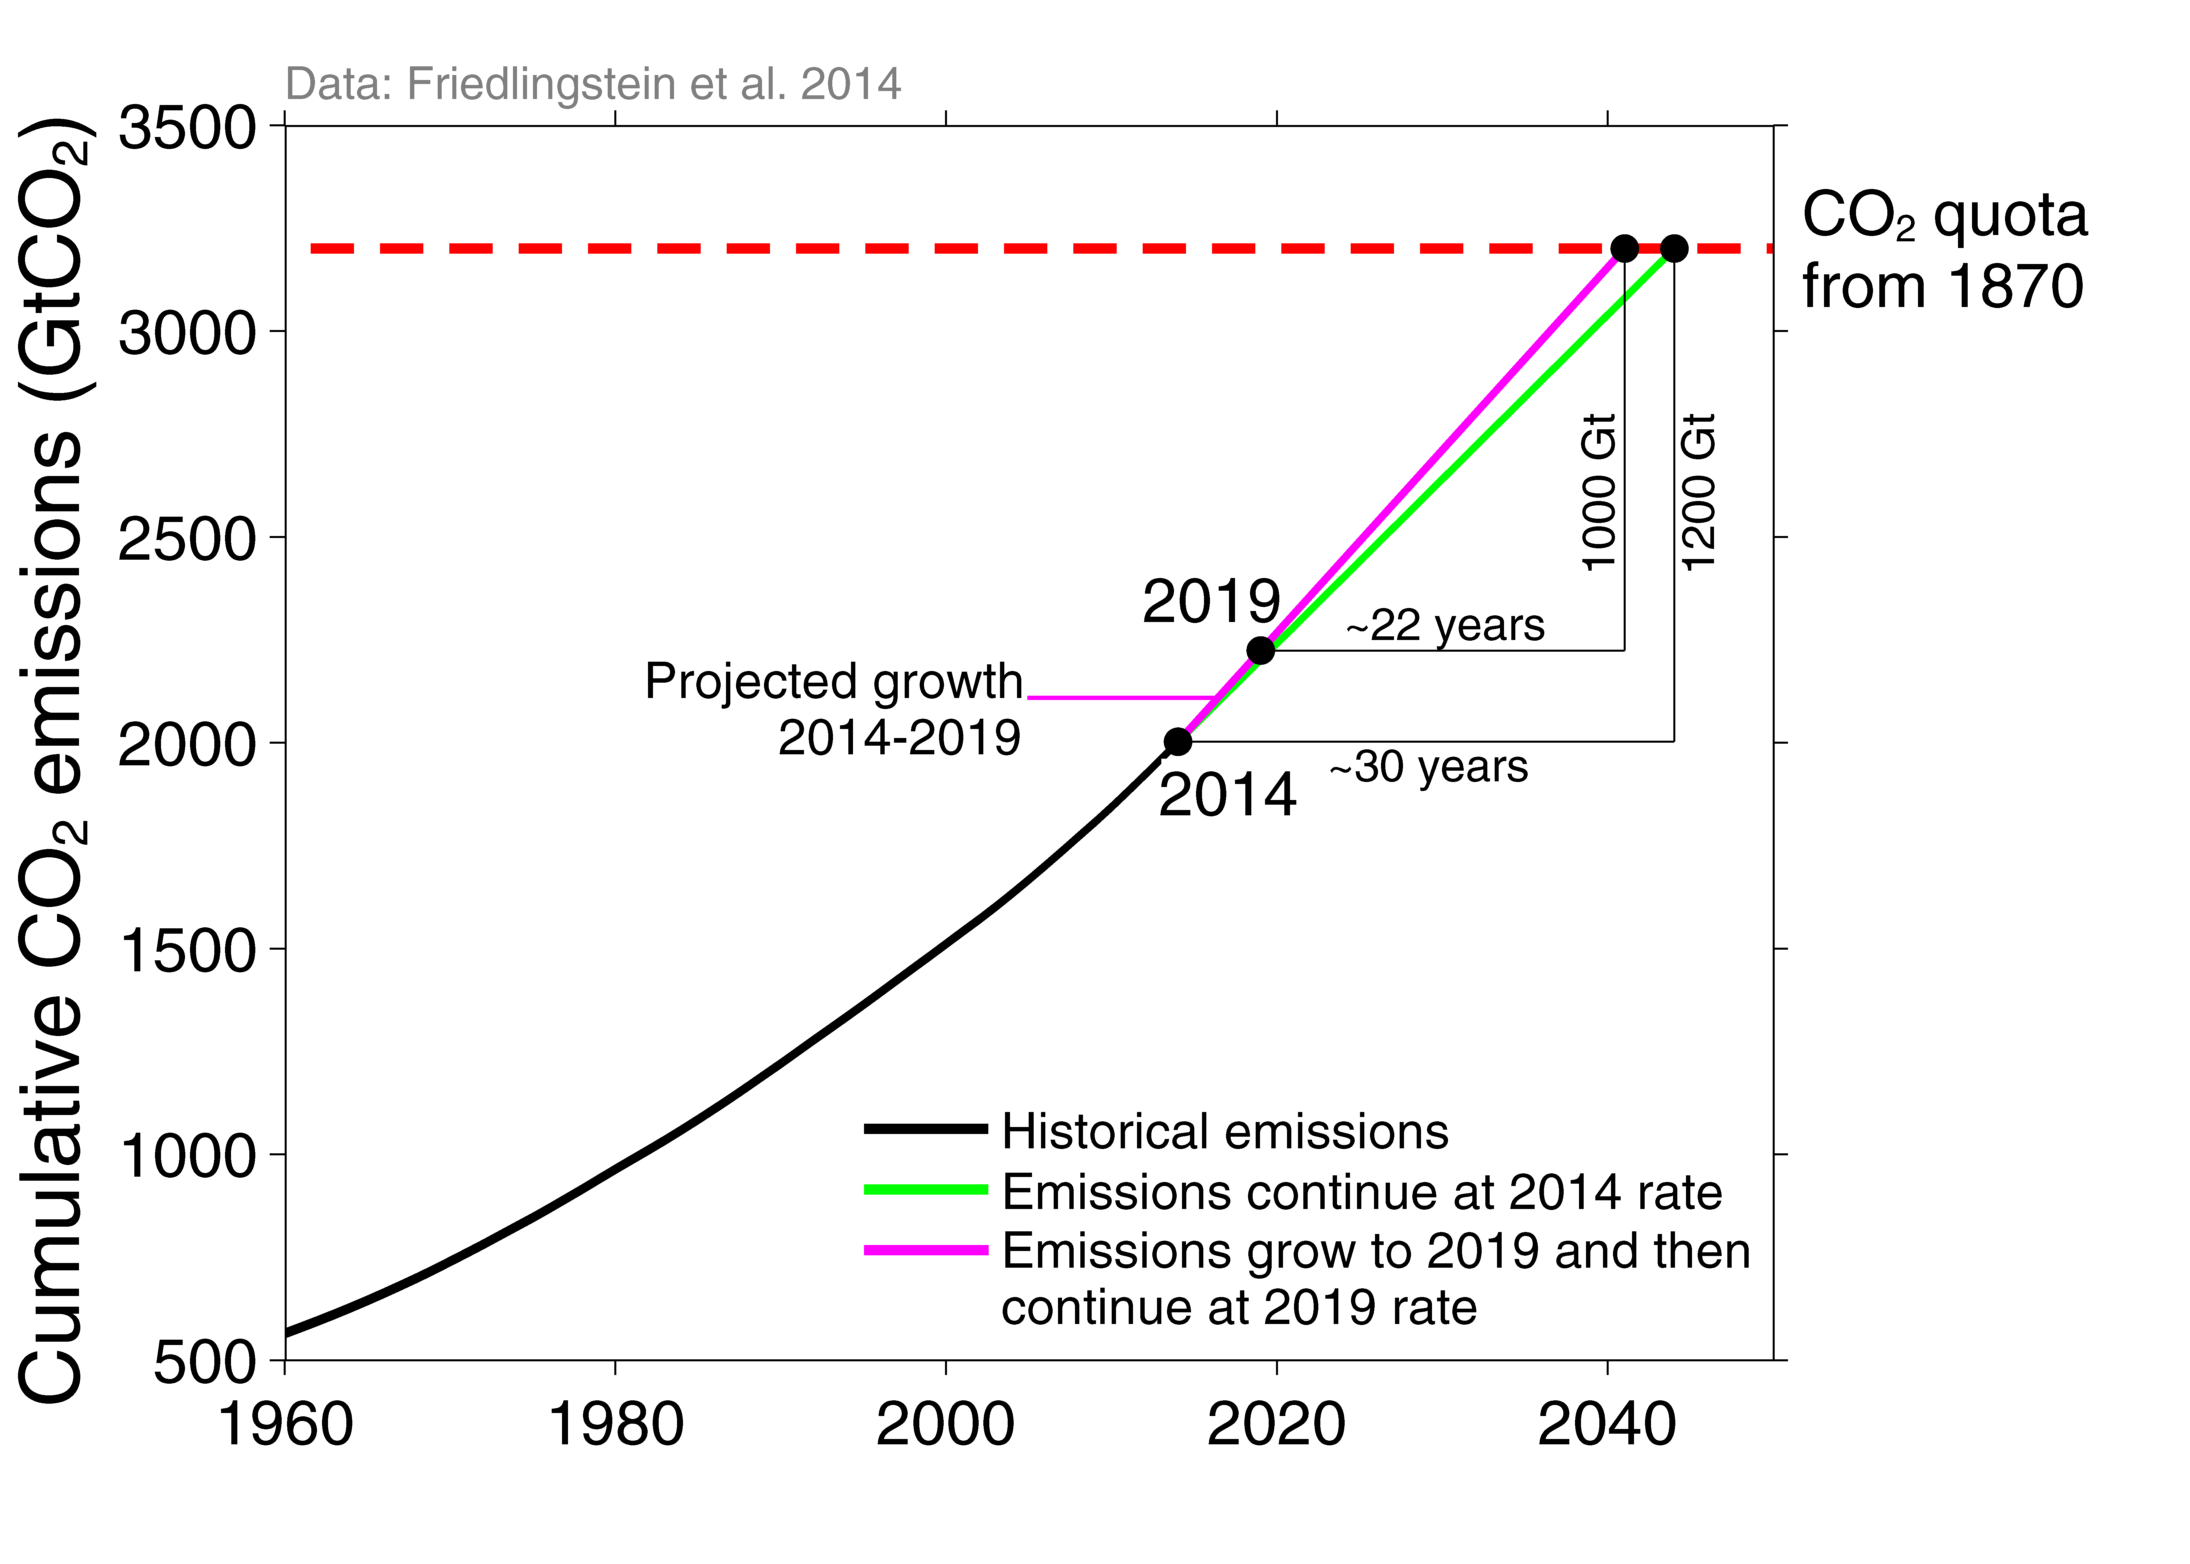 Data: Friedlingstein et al. 2014
Cumulative CO₂ emissions (GtCO₂)
3500
3000
2500
2000
1500
1000
500
1960
1980
2000
2020
2040
CO₂ quota
from 1870
1000 Gt
1200 Gt
2019
~22 years
Projected growth
2014-2019
2014
~30 years
Historical emissions
Emissions continue at 2014 rate
Emissions grow to 2019 and then
continue at 2019 rate